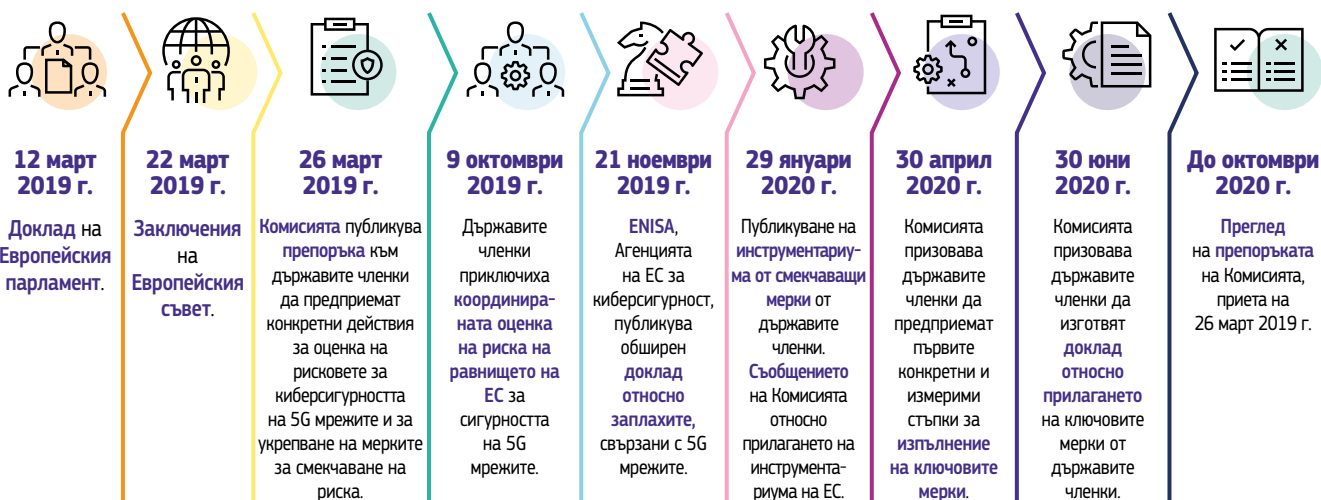 12 март
2019 г.
Доклад на
Европейския
парламент.
22 март
2019 г.
Заключения
на
Европейския
съвет.
26 март
2019 г.
Комисията публикува
препоръка към
държавите членки
да предприемат
конкретни действия
за оценка на
рисковете за
киберсигурността
на 5G мрежите и за
укрепване на мерките
за смекчаване на
риска.
9 октомври
2019 г.
Държавите
членки
приключиха
координира-
ната оценка
на риска на
равнището на
ЕС за
сигурността
на 5G
мрежите.
21 ноември
2019 г.
ENISA,
Агенцията
на ЕС за
киберсигурност,
публикува
обширен
доклад
относно
заплахите,
свързани с 5G
мрежите.
29 януари
2020 г.
Публикуване на
инструментариу-
ма от смекчаващи
мерки от
държавите
членки.
Съобщението
на Комисията
относно
прилагането на
инструмента-
риума на ЕС.
30 април
2020 г.
Комисията
призовава
държавите
членки да
предприемат
първите
конкретни и
измерими
стъпки за
изпълнение
на ключовите
мерки.
30 юни
2020 г.
Комисията
призовава
държавите
членки да
изготвят
доклад
относно
прилагането
на ключовите
мерки от
държавите
членки.
До октомври
2020 г.
Преглед
на препоръката
на Комисията,
приета на
26 март 2019 г.